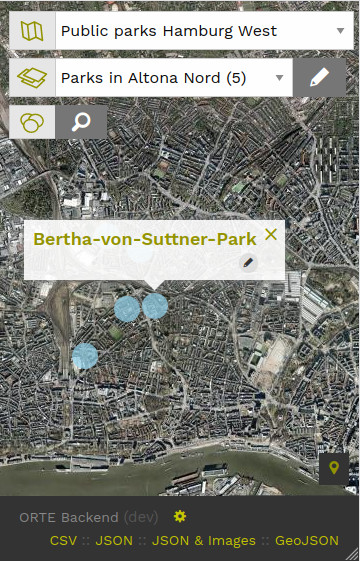 Public parks Hamburg West
Parks in Altona Nord (5)
Bertha-von-Suttner-Park
ORTE Backend (dev)
CSV :: JSON :: JSON & Images :: GeoJSON